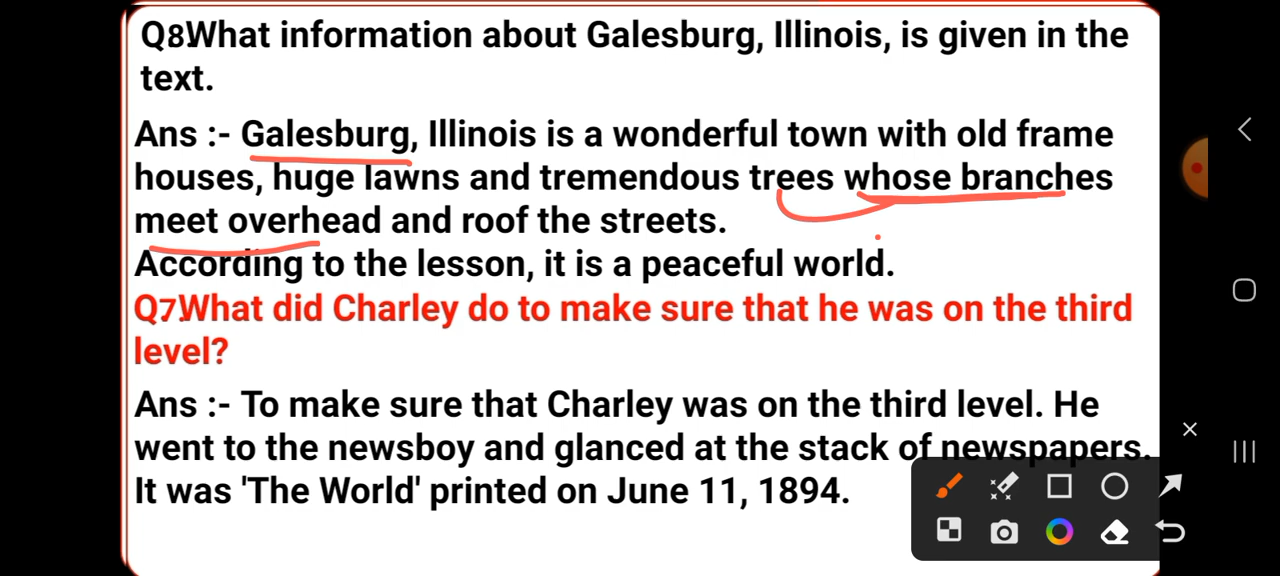 Q8.What information about Galesburg, Illinois, is given in the
text.
Ans :- Galesburg, Illinois is a wonderful town with old frame
houses, huge lawns and tremendous trees whose branches
meet overhead and roof the streets.
According to the lesson, it is a peaceful world.
Q7.What did Charley do to make sure that he was on the third
level?
Ans :- To make sure that Charley was on the third level. He
went to the newsboy and glanced at the stack of newspapers.
It was 'The World' printed on June 11, 1894.